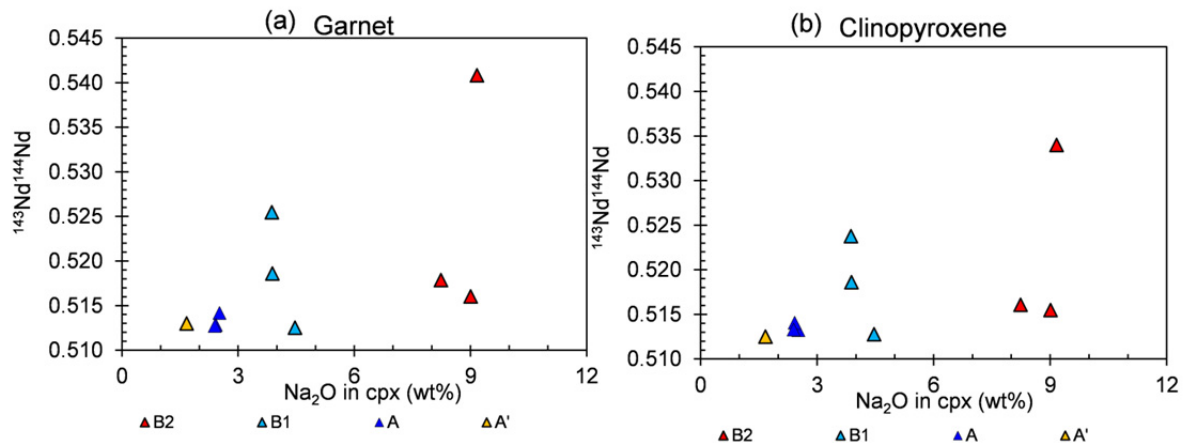 (a) Garnet
0.545
0.540
0.535
0.530
0.525
0.520
0.515
0.510
¹⁴³Nd¹⁴⁴Nd
0 3 6 9 12
Na₂O in cpx (wt%)
B2 B1 A A'
(b) Clinopyroxene
0.545
0.540
0.535
0.530
0.525
0.520
0.515
0.510
¹⁴³Nd¹⁴⁴Nd
0 3 6 9 12
Na₂O in cpx (wt%)
B2 B1 A A'